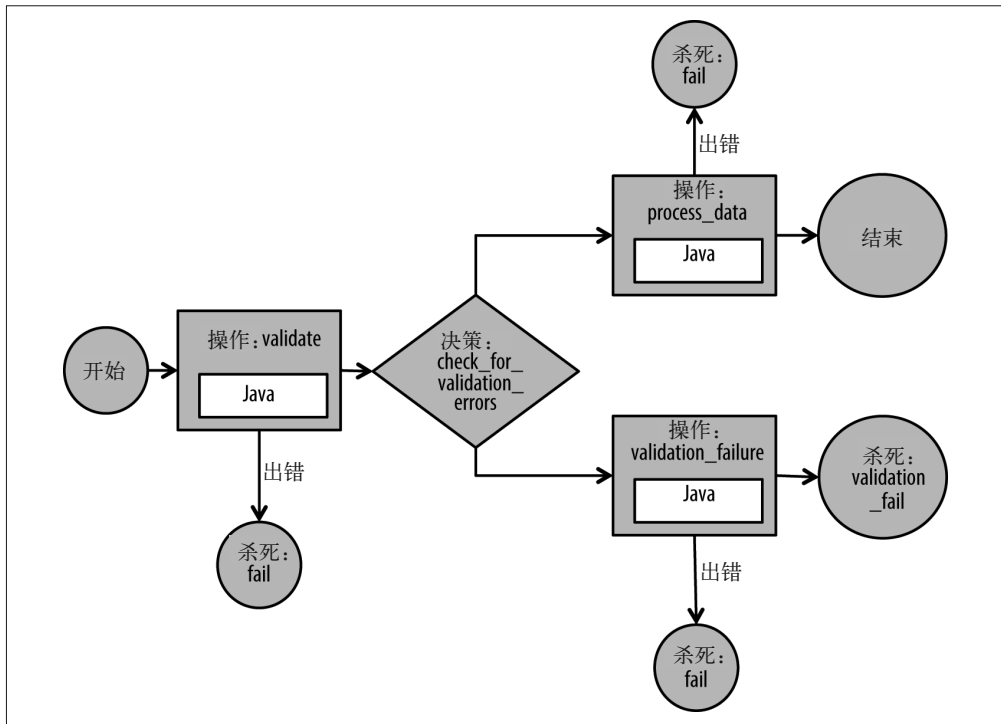 杀死：
fail
出错
操作：
process_data
Java
结束
开始
操作：validate
Java
出错
杀死：
fail
决策：
check_for_
validation_
errors
操作：
validation_failure
Java
杀死：
validation
_fail
出错
杀死：
fail